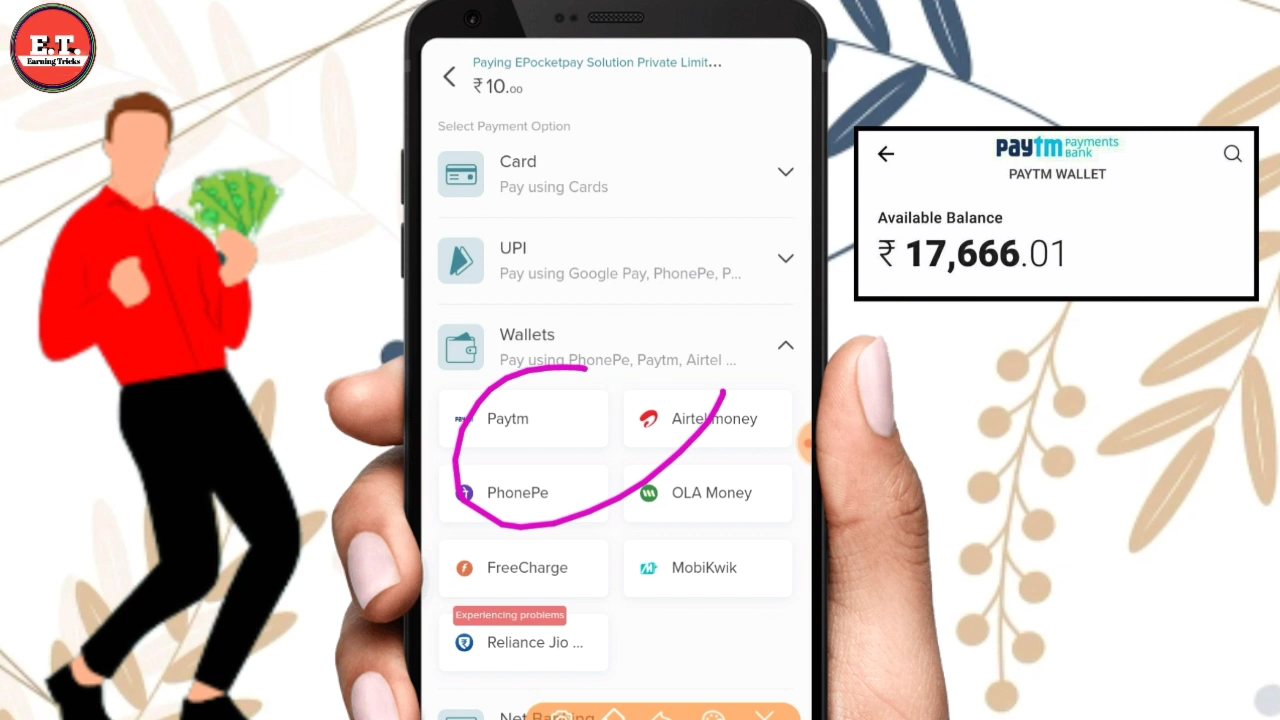 E.T.
Earning Tricks
Paying EPocketpay Solution Private Limit...
₹10.00
Select Payment Option
Card
Pay using Cards
UPI
Pay using Google Pay, PhonePe, P...
Wallets
Pay using PhonePe, Paytm, Airtel ...
Paytm
Airtel money
PhonePe
OLA Money
FreeCharge
MobiKwik
Experiencing problems
Reliance Jio ...
Net Banking
paytm Payments Bank
PAYTM WALLET
Available Balance
₹ 17,666.01